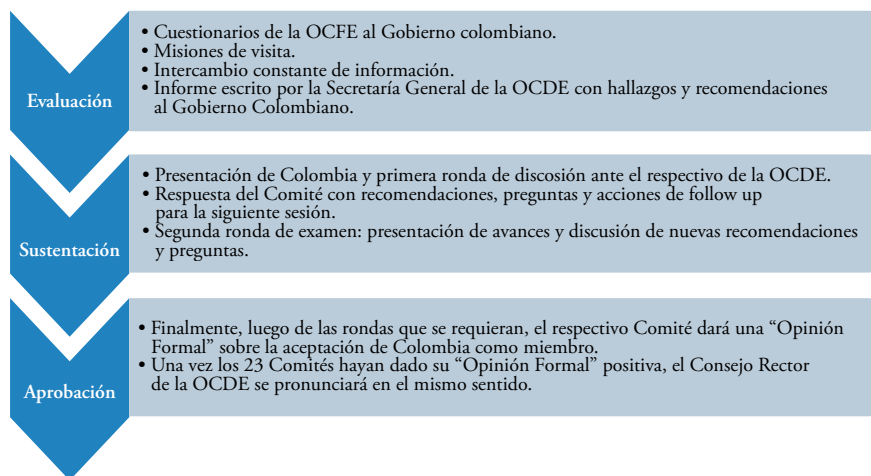 Evaluación
• Cuestionarios de la OCFE al Gobierno colombiano.
• Misiones de visita.
• Intercambio constante de información.
• Informe escrito por la Secretaría General de la OCDE con hallazgos y recomendaciones
al Gobierno Colombiano.
Sustentación
• Presentación de Colombia y primera ronda de discosión ante el respectivo de la OCDE.
• Respuesta del Comité con recomendaciones, preguntas y acciones de follow up
para la siguiente sesión.
• Segunda ronda de examen: presentación de avances y discusión de nuevas recomendaciones
y preguntas.
Aprobación
• Finalmente, luego de las rondas que se requieran, el respectivo Comité dará una “Opinión
Formal” sobre la aceptación de Colombia como miembro.
• Una vez los 23 Comités hayan dado su “Opinión Formal” positiva, el Consejo Rector
de la OCDE se pronunciará en el mismo sentido.